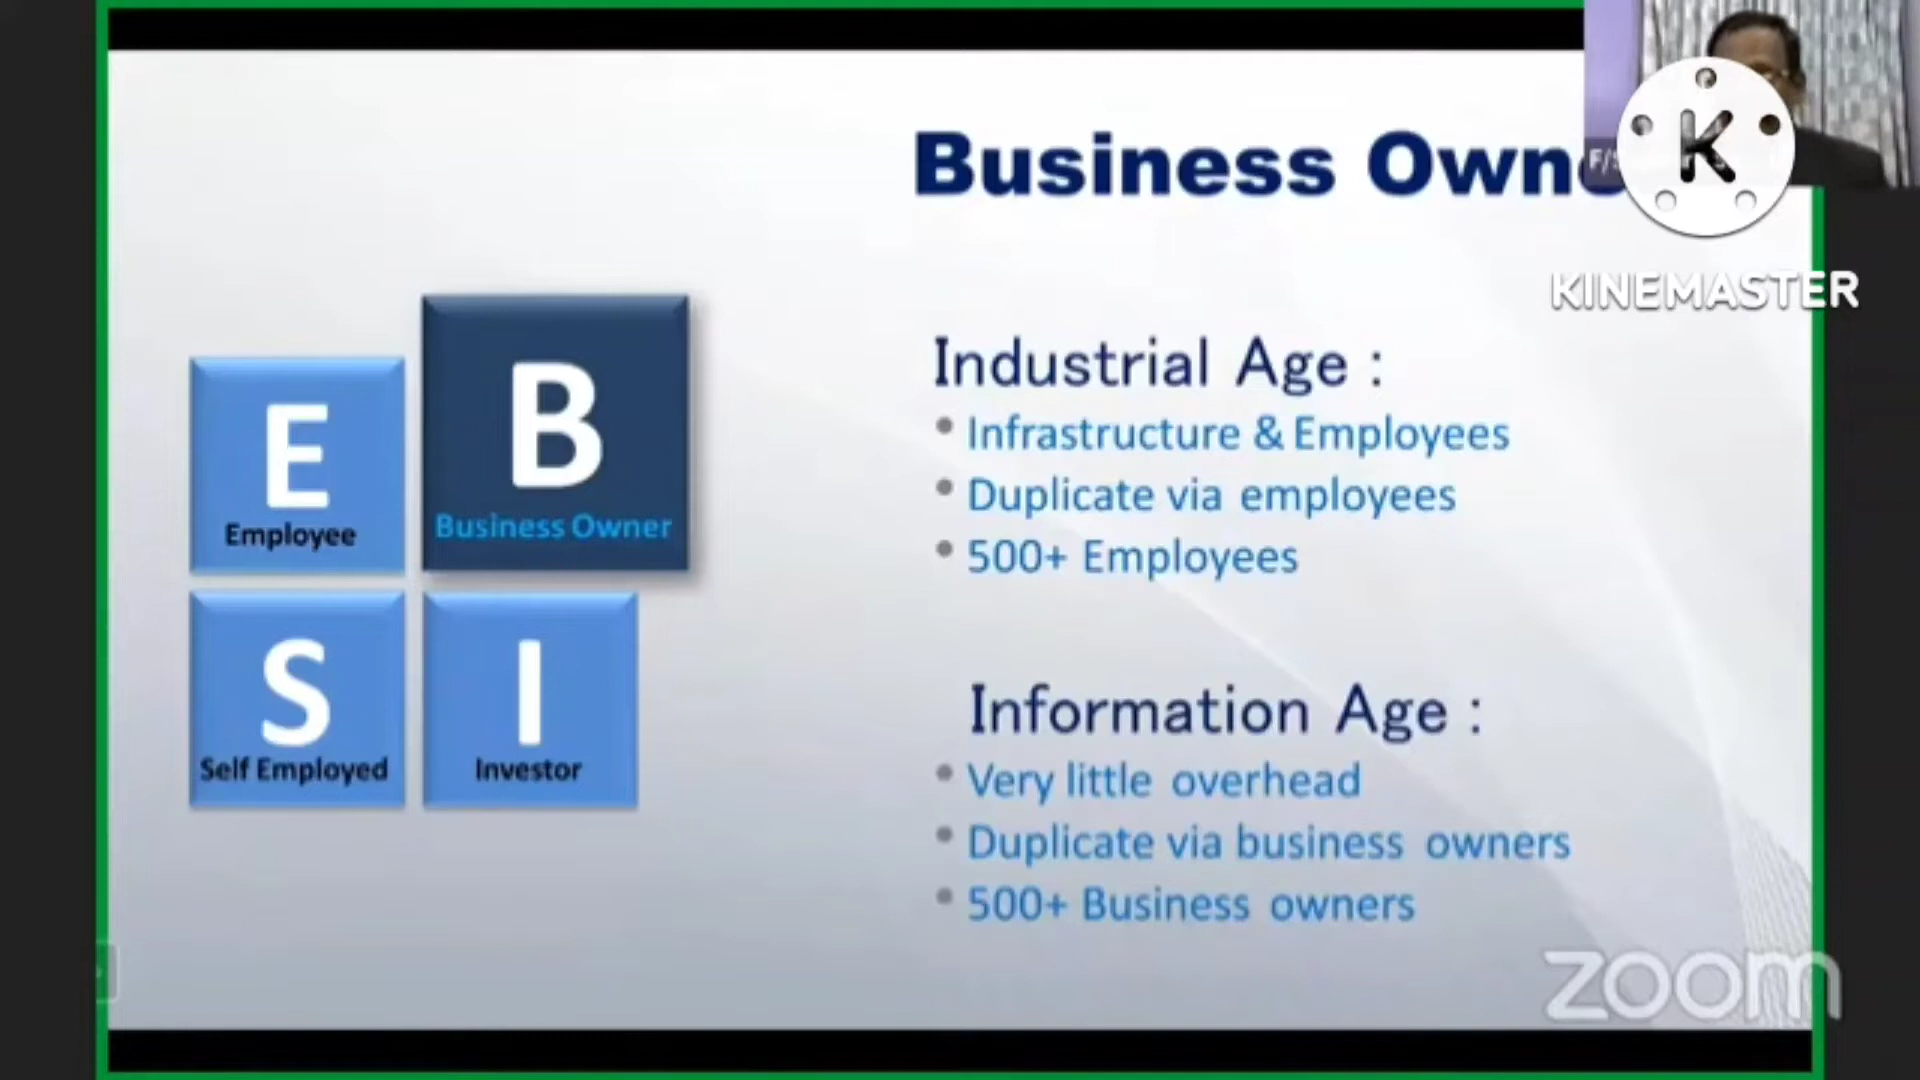 Business Own
K
KINEMASTER
E
Employee
B
Business Owner
S
Self Employed
I
Investor
Industrial Age :
• Infrastructure & Employees
• Duplicate via employees
• 500+ Employees
Information Age :
• Very little overhead
• Duplicate via business owners
• 500+ Business owners
zoom